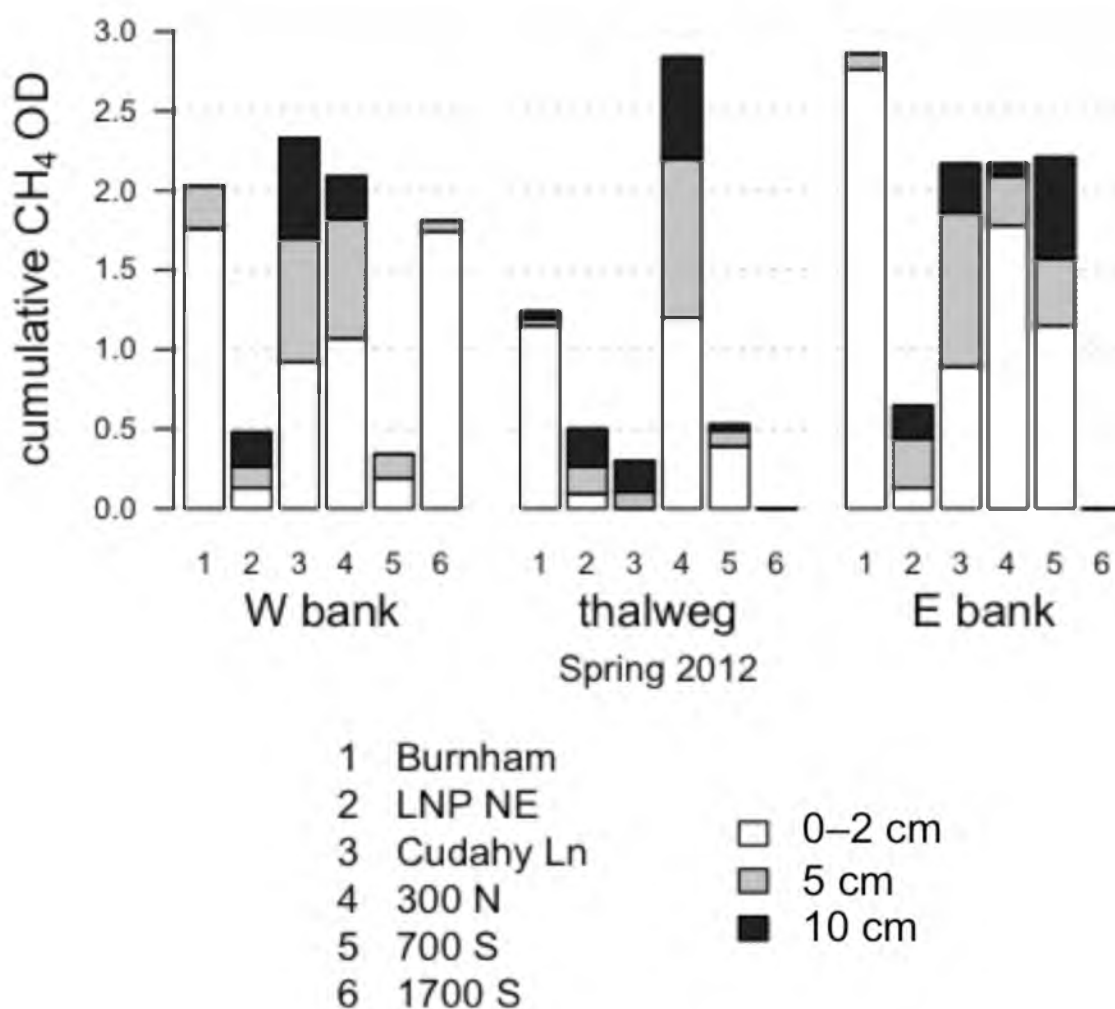 cumulative CH₄ OD
3.0
2.5
2.0
1.5
1.0
0.5
0.0
1 2 3 4 5 6 1 2 3 4 5 6 1 2 3 4 5 6
W bank thalweg E bank
Spring 2012
1 Burnham
2 LNP NE
3 Cudahy Ln
4 300 N
5 700 S
6 1700 S
0–2 cm
5 cm
10 cm